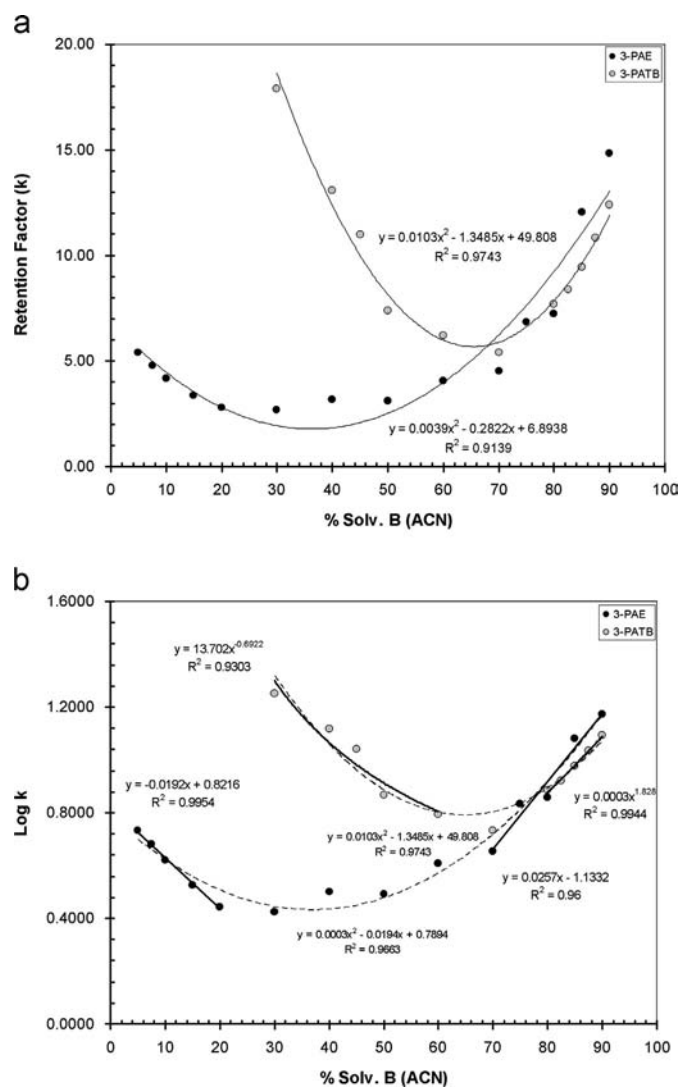 a
20.00
15.00
10.00
5.00
0.00
Retention Factor (k)
3-PAE
3-PATB
y = 0.0103x² - 1.3485x + 49.808
R² = 0.9743
y = 0.0039x² - 0.2822x + 6.8938
R² = 0.9139
0 10 20 30 40 50 60 70 80 90 100
% Solv. B (ACN)
b
1.6000
1.2000
0.8000
0.4000
0.0000
Log k
3-PAE
3-PATB
y = 13.702x⁻⁰·⁶⁹²²
R² = 0.9303
y = -0.0192x + 0.8216
R² = 0.9954
y = 0.0103x² - 1.3485x + 49.808
R² = 0.9743
y = 0.0003x¹·⁸²⁸
R² = 0.9944
y = 0.0257x - 1.1332
R² = 0.96
y = 0.0003x² - 0.0194x + 0.7894
R² = 0.9663
0 10 20 30 40 50 60 70 80 90 100
% Solv. B (ACN)